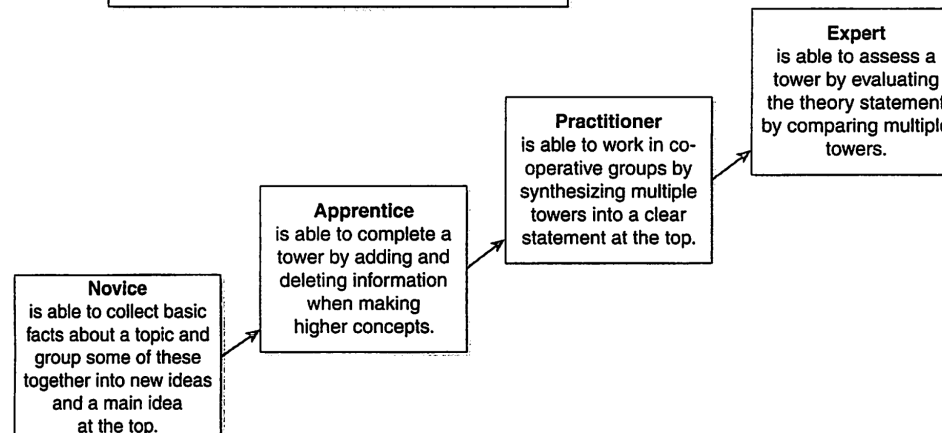 Expert
is able to assess a
tower by evaluating
the theory statement
by comparing multiple
towers.
Practitioner
is able to work in co-
operative groups by
synthesizing multiple
towers into a clear
statement at the top.
Apprentice
is able to complete a
tower by adding and
deleting information
when making
higher concepts.
Novice
is able to collect basic
facts about a topic and
group some of these
together into new ideas
and a main idea
at the top.